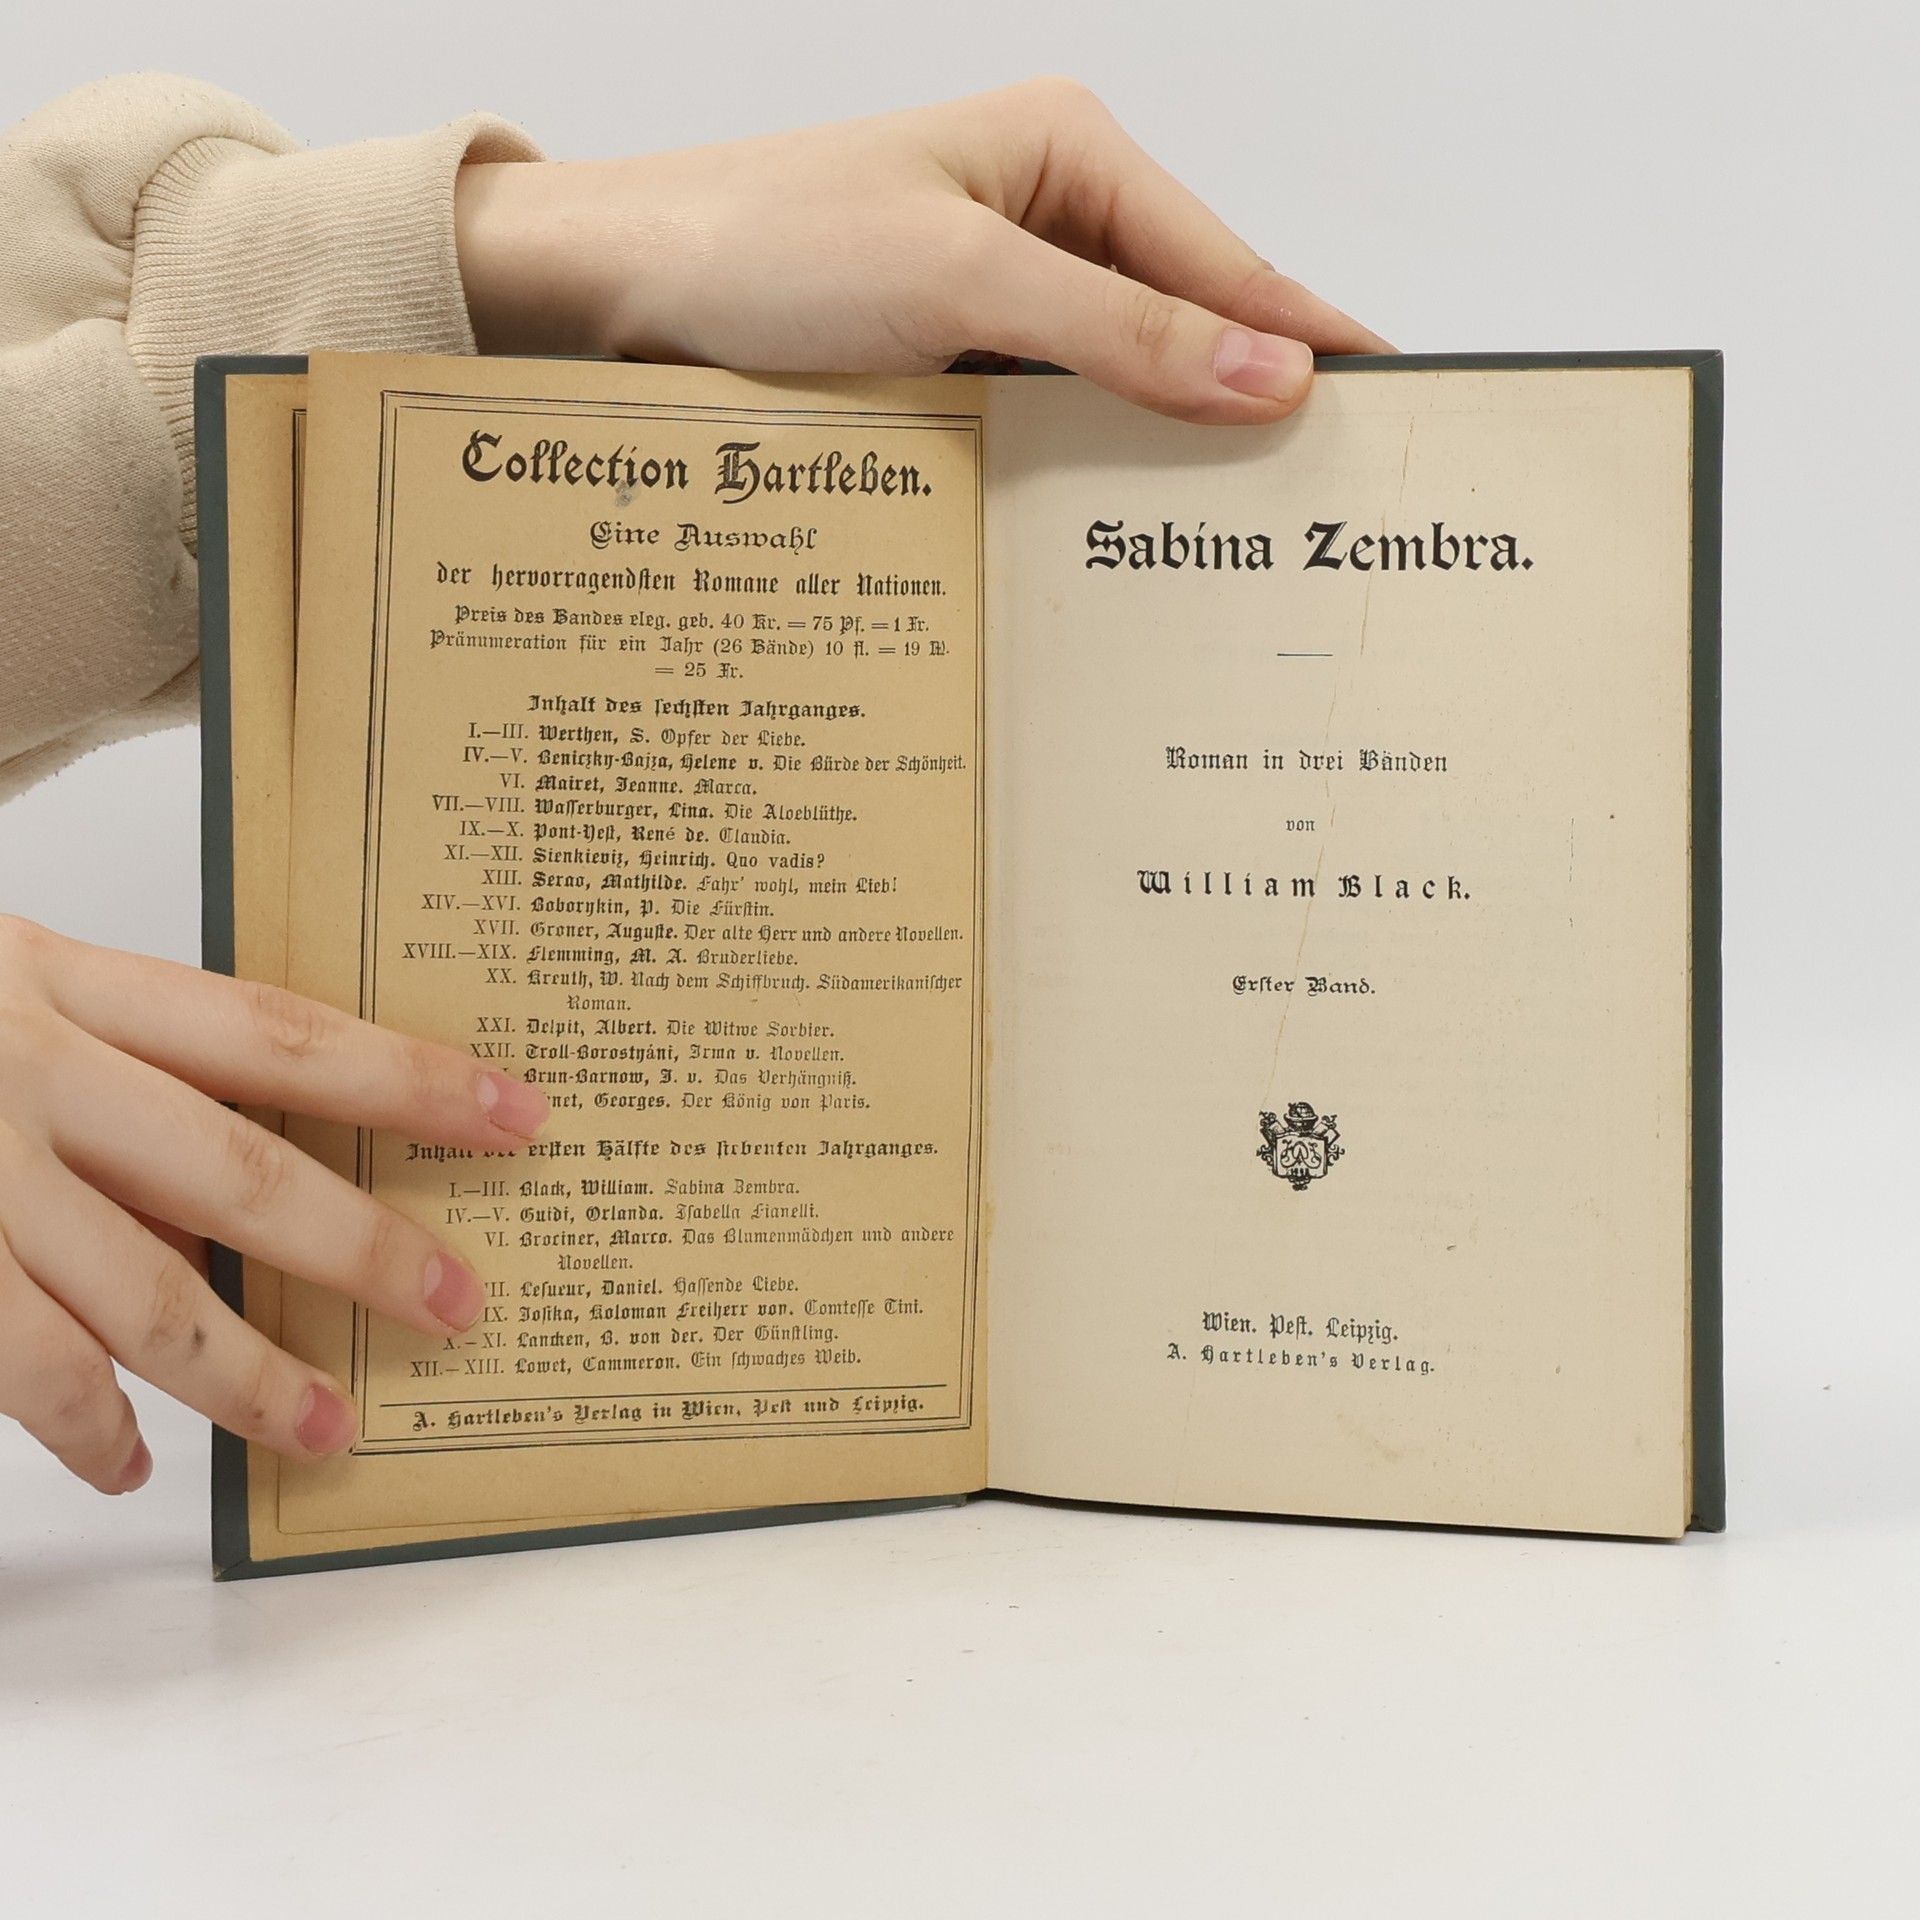 Collection Hartleben.
Eine Auswahl
der hervorragendsten Romane aller Nationen.
Preis des Bandes eleg. geb. 40 Kr. = 75 Pf. = 1 Fr.
Pränumeration für ein Jahr (26 Bände) 10 fl. = 19 M.
= 25 Fr.
Inhalt des sechsten Jahrganges.
I.—III. Werthen, S. Opfer der Liebe.
IV.—V. Beniczky-Bajza, Helene v. Die Bürde der Schönheit.
VI. Mairet, Jeanne. Marca.
VII.—VIII. Wasserburger, Lina. Die Aloeblüthe.
IX.—X. Pont-Jest, René de. Claudia.
XI.—XII. Sienkieviz, Heinrich. Quo vadis?
XIII. Serao, Mathilde. Fahr' wohl, mein Lieb!
XIV.—XVI. Boborykin, P. Die Fürstin.
XVII. Groner, Auguste. Der alte Herr und andere Novellen.
XVIII.—XIX. Flemming, M. A. Bruderliebe.
XX. Kreuth, W. Nach dem Schiffbruch. Südamerikanischer
Roman.
XXI. Delpit, Albert. Die Witwe Sorbier.
XXII. Troll-Borostyáni, Irma v. Novellen.
Brun-Barnow, J. v. Das Verhängniß.
Georges. Der König von Paris.
Inhalt der ersten Hälfte des siebenten Jahrganges.
I.—III. Black, William. Sabina Zembra.
IV.—V. Guidi, Orlanda. Isabella Fianelli.
VI. Brociner, Marco. Das Blumenmädchen und andere
Novellen.
Lesueur, Daniel. Hassende Liebe.
IX. Josika, Koloman Freiherr von. Comtesse Tini.
X.—XI. Lancken, B. von der. Der Günstling.
XII.—XIII. Lowet, Cammeron. Ein schwaches Weib.
A. Hartleben's Verlag in Wien, Pest und Leipzig.
Sabina Zembra.
Roman in drei Bänden
von
William Black.
Erster Band.
Wien. Pest. Leipzig.
A. Hartleben's Verlag.